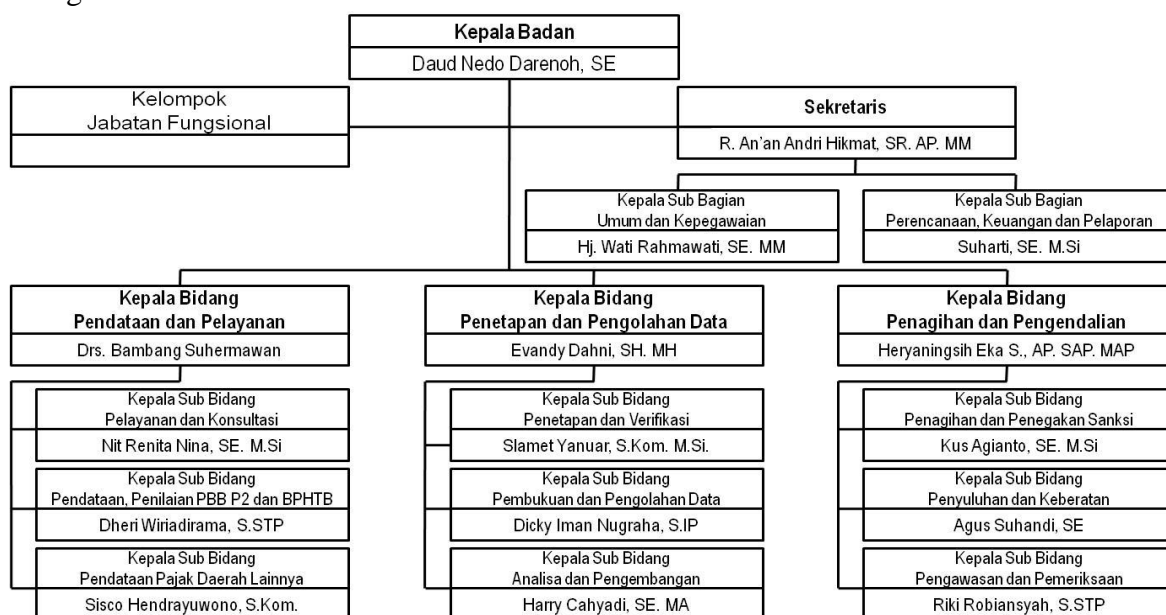 Kepala Badan
Daud Nedo Darenoh, SE
Kelompok
Jabatan Fungsional
Sekretaris
R. An'an Andri Hikmat, SR. AP. MM
Kepala Sub Bagian
Umum dan Kepegawaian
Hj. Wati Rahmawati, SE. MM
Kepala Sub Bagian
Perencanaan, Keuangan dan Pelaporan
Suharti, SE. M.Si
Kepala Bidang
Pendataan dan Pelayanan
Drs. Bambang Suhermawan
Kepala Bidang
Penetapan dan Pengolahan Data
Evandy Dahni, SH. MH
Kepala Bidang
Penagihan dan Pengendalian
Heryaningsih Eka S., AP. SAP. MAP
Kepala Sub Bidang
Pelayanan dan Konsultasi
Nit Renita Nina, SE. M.Si
Kepala Sub Bidang
Pendataan, Penilaian PBB P2 dan BPHTB
Dheri Wiriadirama, S.STP
Kepala Sub Bidang
Pendataan Pajak Daerah Lainnya
Sisco Hendrayuwono, S.Kom.
Kepala Sub Bidang
Penetapan dan Verifikasi
Slamet Yanuar, S.Kom. M.Si.
Kepala Sub Bidang
Pembukuan dan Pengolahan Data
Dicky Iman Nugraha, S.IP
Kepala Sub Bidang
Analisa dan Pengembangan
Harry Cahyadi, SE. MA
Kepala Sub Bidang
Penagihan dan Penegakan Sanksi
Kus Agianto, SE. M.Si
Kepala Sub Bidang
Penyuluhan dan Keberatan
Agus Suhandi, SE
Kepala Sub Bidang
Pengawasan dan Pemeriksaan
Riki Robiansyah, S.STP